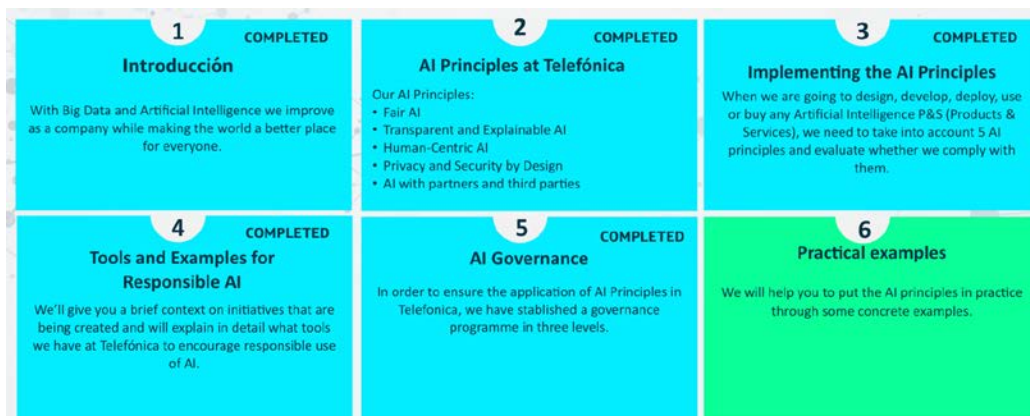 1
COMPLETED
Introducción
With Big Data and Artificial Intelligence we improve
as a company while making the world a better place
for everyone.
2
COMPLETED
AI Principles at Telefónica
Our AI Principles:
• Fair AI
• Transparent and Explainable AI
• Human-Centric AI
• Privacy and Security by Design
• AI with partners and third parties
3
COMPLETED
Implementing the AI Principles
When we are going to design, develop, deploy, use
or buy any Artificial Intelligence P&S (Products &
Services), we need to take into account 5 AI
principles and evaluate whether we comply with
them.
4
COMPLETED
Tools and Examples for
Responsible AI
We'll give you a brief context on initiatives that are
being created and will explain in detail what tools
we have at Telefónica to encourage responsible use
of AI.
5
COMPLETED
AI Governance
In order to ensure the application of AI Principles in
Telefonica, we have stablished a governance
programme in three levels.
6
Practical examples
We will help you to put the AI principles in practice
through some concrete examples.